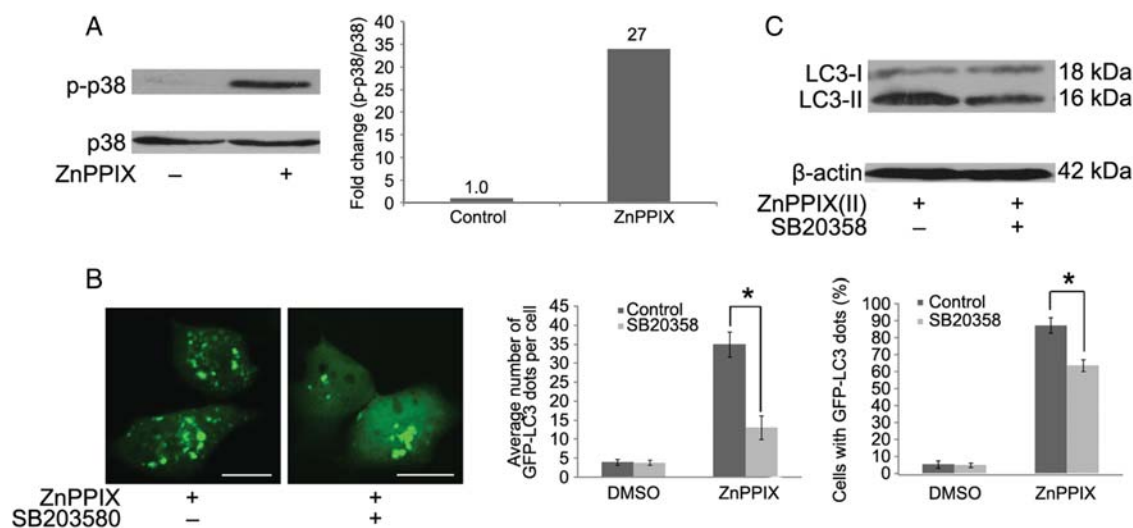 A
p-p38
p38
ZnPPIX – +
Fold change (p-p38/p38)
40
35
30
25
20
15
10
5
0
1.0
27
Control ZnPPIX
C
LC3-I 18 kDa
LC3-II 16 kDa
β-actin 42 kDa
ZnPPIX(II) + +
SB20358 – +
B
ZnPPIX + +
SB203580 – +
Average number of
GFP-LC3 dots per cell
45
40
35
30
25
20
15
10
5
0
Control
SB20358
*
DMSO ZnPPIX
Cells with GFP-LC3 dots (%)
100
90
80
70
60
50
40
30
20
10
0
Control
SB20358
*
DMSO ZnPPIX